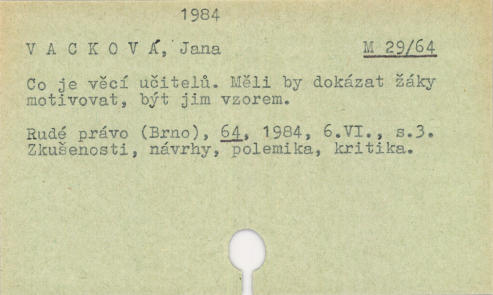 1984
V A C K O V Á, Jana M 29/64
Co je věcí učitelů. Měli by dokázat žáky
motivovat, být jim vzorem.
Rudé právo (Brno), 64, 1984, 6.VI., s.3.
Zkušenosti, návrhy, polemika, kritika.